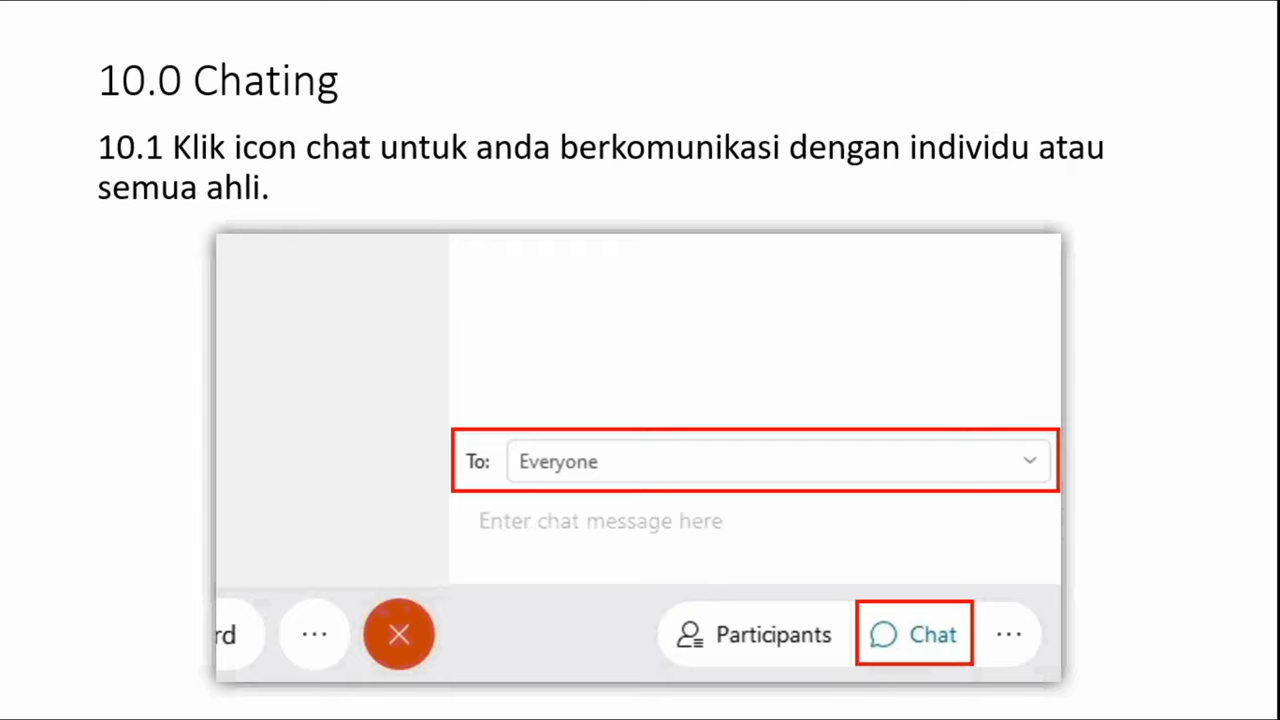 10.0 Chating
10.1 Klik icon chat untuk anda berkomunikasi dengan individu atau
semua ahli.
To: Everyone
Enter chat message here
rd ... Participants Chat ...